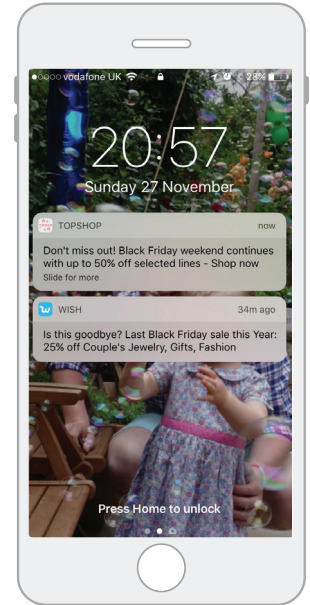 vodafone UK 28%
20:57
Sunday 27 November
TOPSHOP now
Don't miss out! Black Friday weekend continues
with up to 50% off selected lines - Shop now
Slide for more
WISH 34m ago
Is this goodbye? Last Black Friday sale this Year:
25% off Couple's Jewelry, Gifts, Fashion
Press Home to unlock